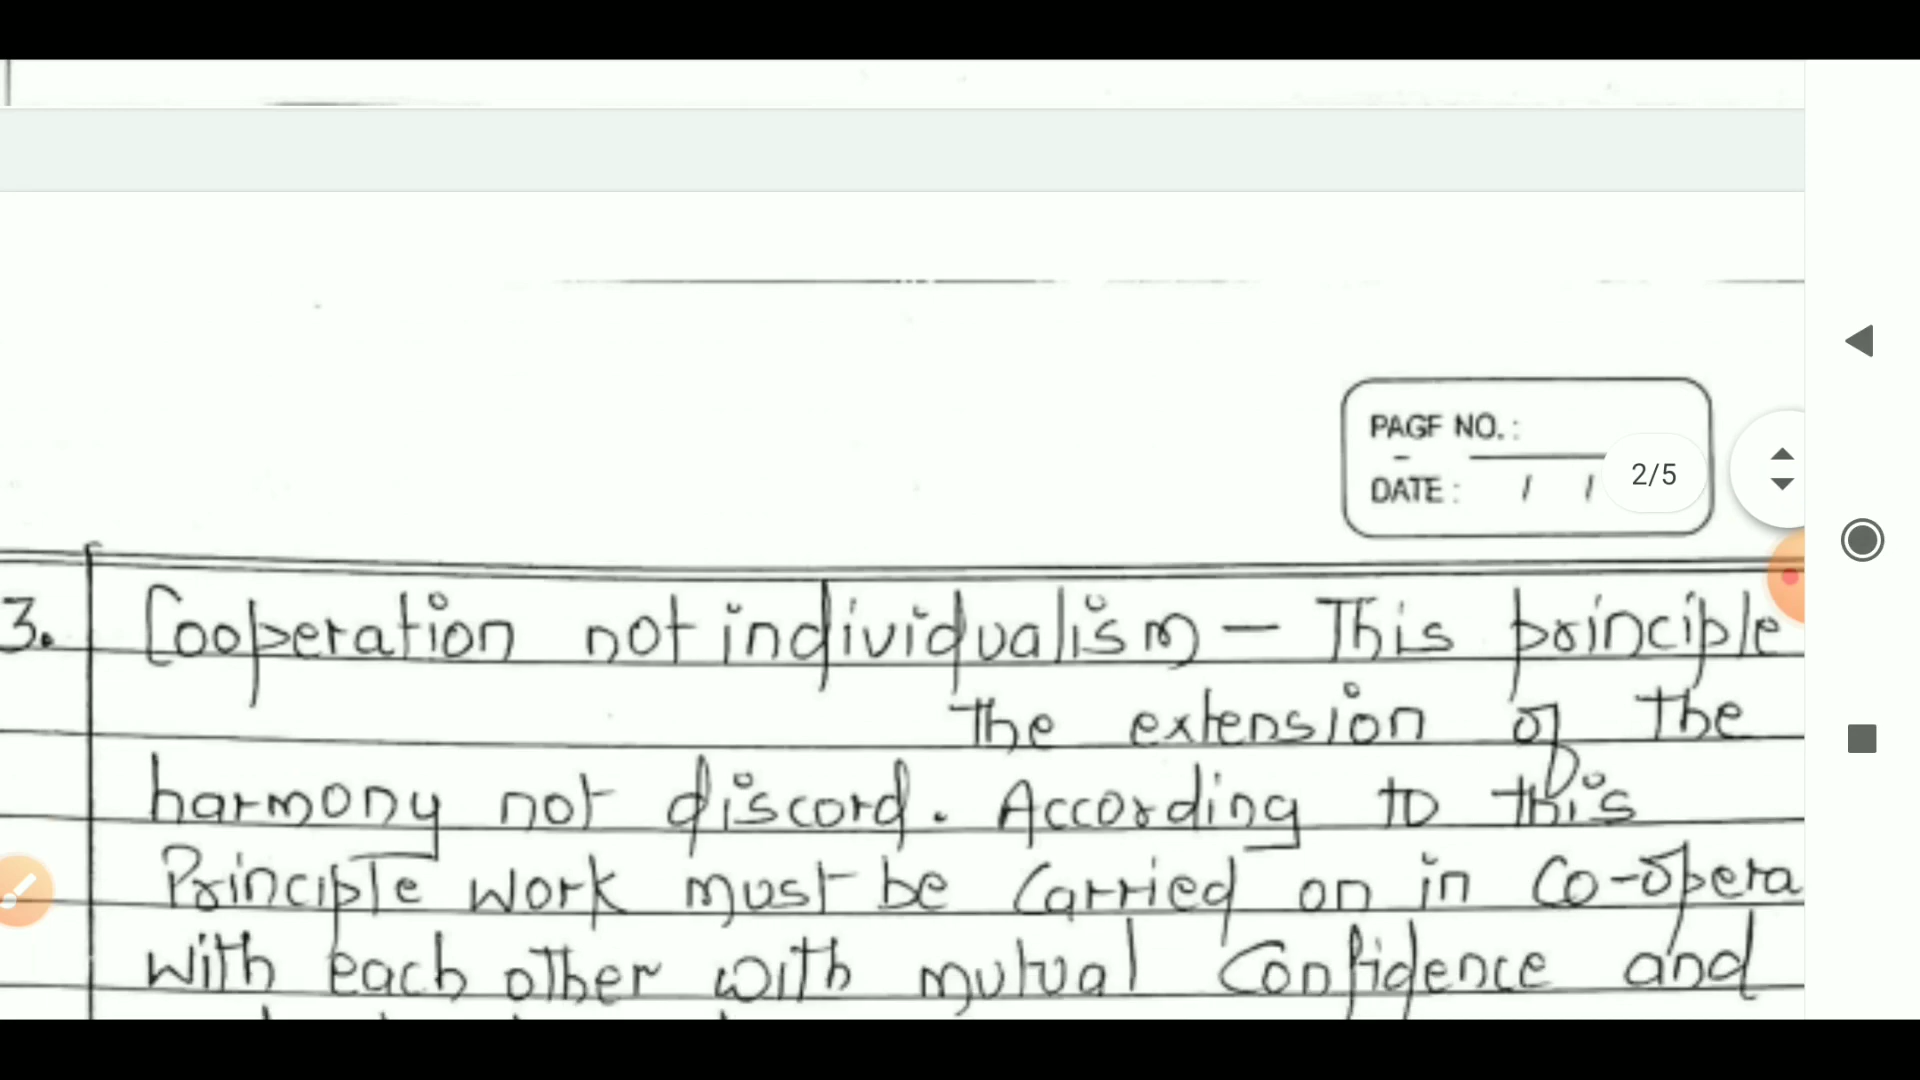 PAGE NO. :
DATE : / /
2/5
3. Cooperation not individualism – This principle
the extension of the
harmony not discord. According to this
Principle work must be carried on in Co-opera
with each other with mutual Confidence and